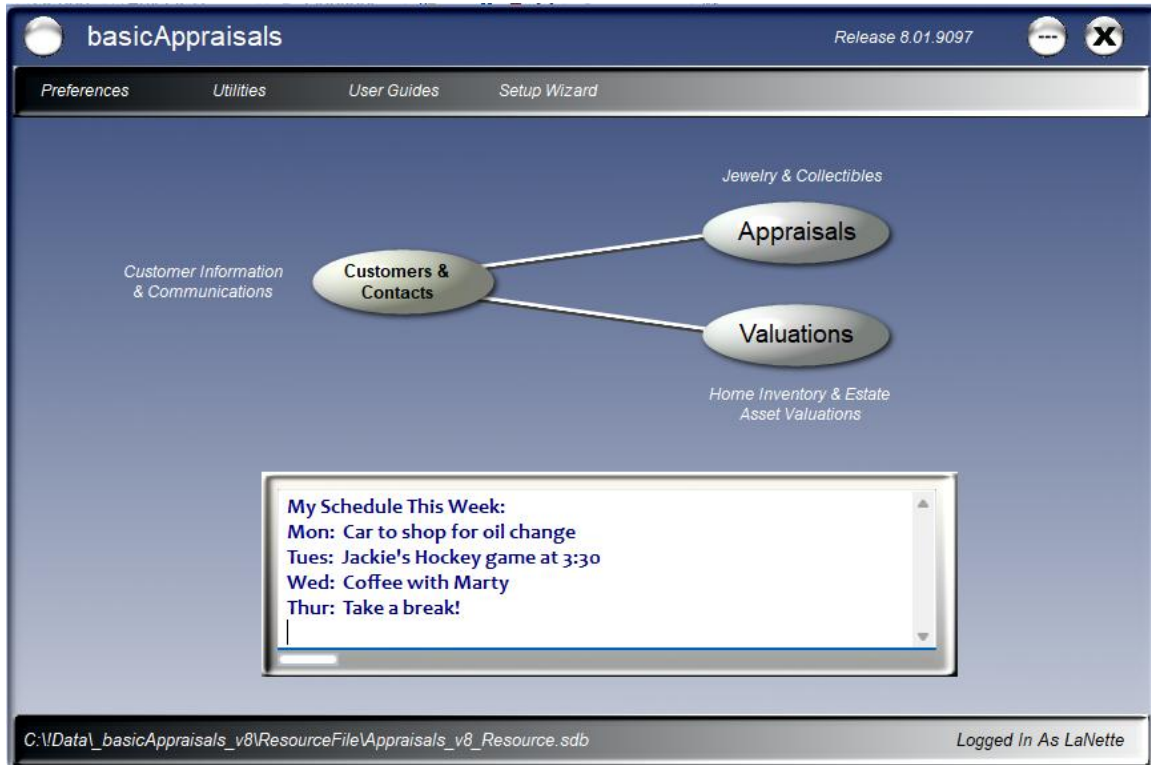 basicAppraisals
Release 8.01.9097
---
X
Preferences
Utilities
User Guides
Setup Wizard
Jewelry & Collectibles
Appraisals
Customer Information
& Communications
Customers &
Contacts
Valuations
Home Inventory & Estate
Asset Valuations
My Schedule This Week:
Mon:  Car to shop for oil change
Tues:  Jackie's Hockey game at 3:30
Wed:  Coffee with Marty
Thur:  Take a break!
C:\!Data\_basicAppraisals_v8\ResourceFile\Appraisals_v8_Resource.sdb
Logged In As LaNette